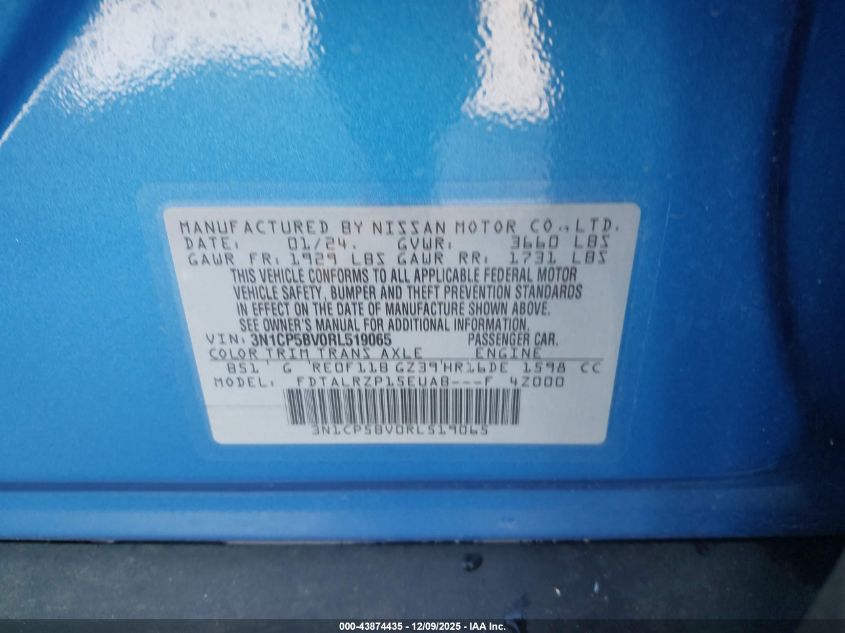 MANUFACTURED BY NISSAN MOTOR CO., LTD.
DATE: 01/24. GVWR: 3660 LBS
GAWR FR: 1929 LBS GAWR RR: 1731 LBS
THIS VEHICLE CONFORMS TO ALL APPLICABLE FEDERAL MOTOR
VEHICLE SAFETY, BUMPER AND THEFT PREVENTION STANDARDS
IN EFFECT ON THE DATE OF MANUFACTURE SHOWN ABOVE.
SEE OWNER'S MANUAL FOR ADDITIONAL INFORMATION.
VIN: 3N1CP5BV0RL519065 PASSENGER CAR.
COLOR TRIM TRANS AXLE ENGINE
B51 G RE0F11B GZ39 HR16DE 1598 CC
MODEL: FDTALRZP15EUAB---F 4Z000
3N1CP5BV0RL519065
000-43874435 - 12/09/2025 - IAA Inc.